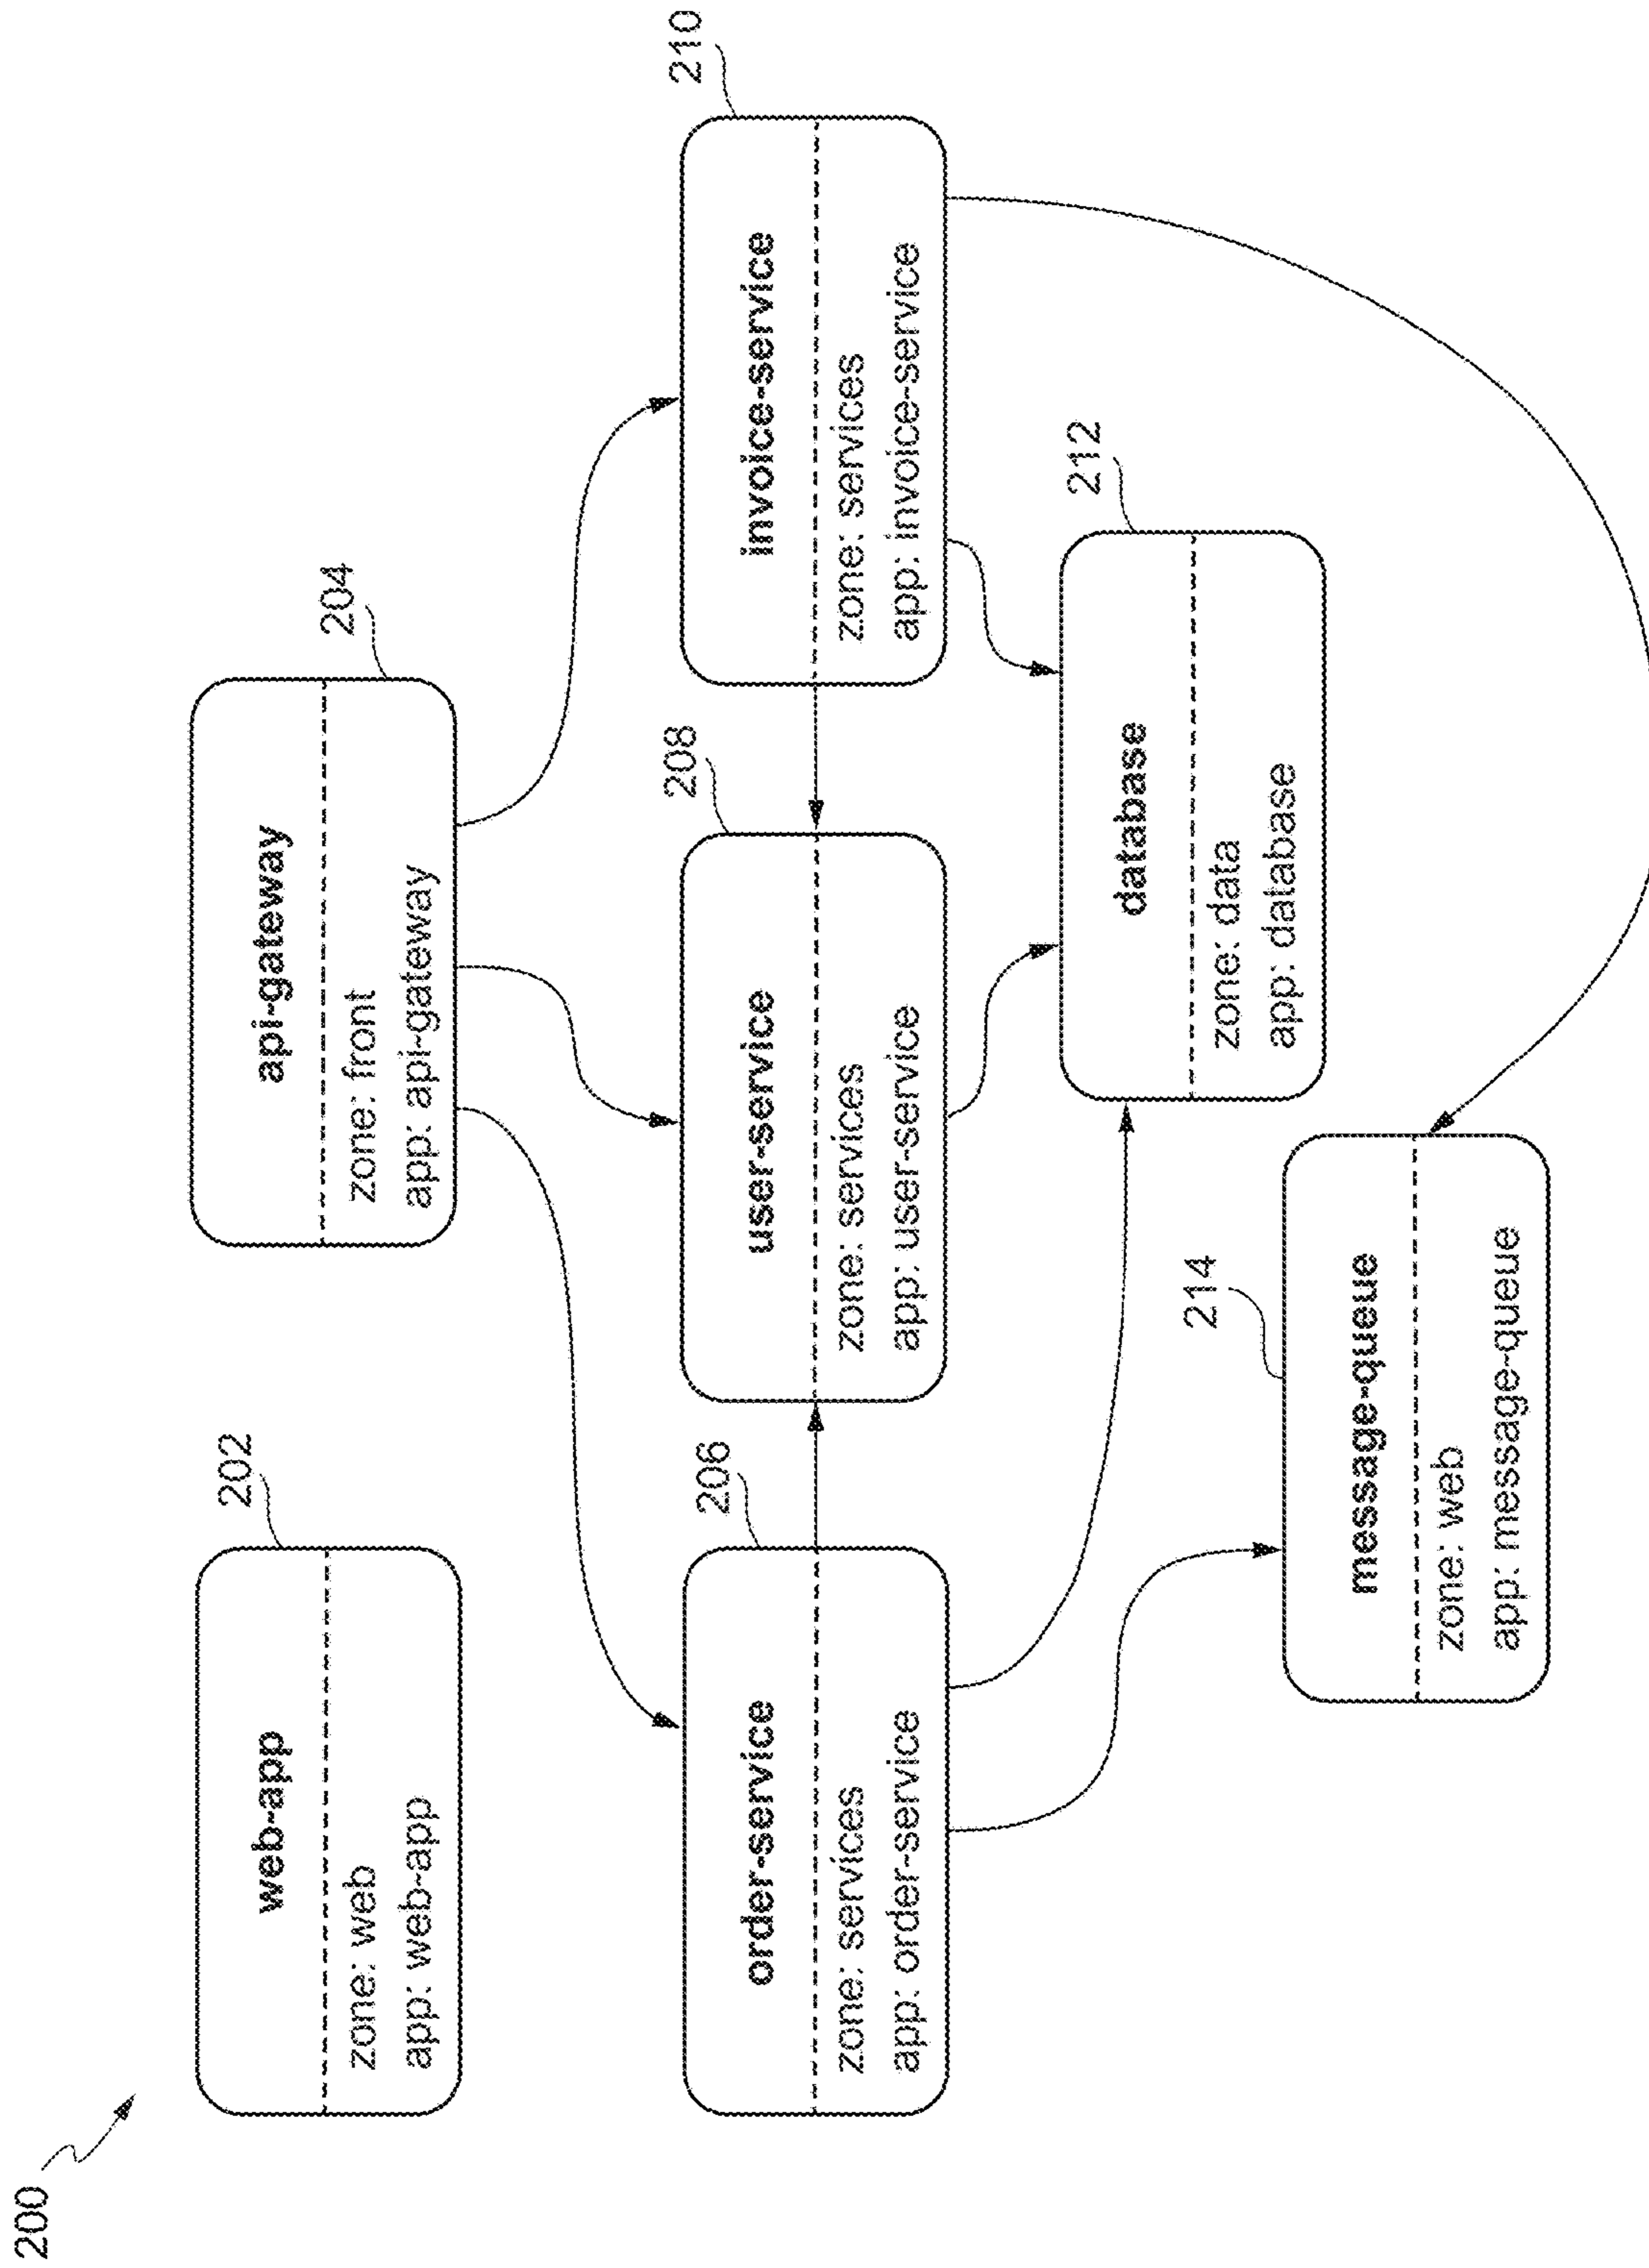 200
202
web-app
zone: web
app: web-app
204
api-gateway
zone: front
app: api-gateway
206
order-service
zone: services
app: order-service
208
user-service
zone: services
app: user-service
210
invoice-service
zone: services
app: invoice-service
212
database
zone: data
app: database
214
message-queue
zone: web
app: message-queue